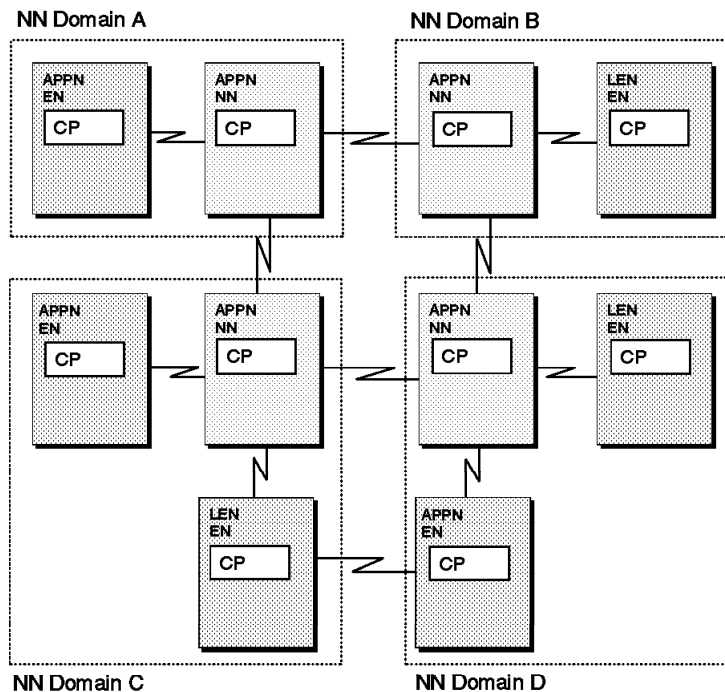 NN Domain A
NN Domain B
APPN
EN
CP
APPN
NN
CP
APPN
NN
CP
LEN
EN
CP
APPN
EN
CP
APPN
NN
CP
APPN
NN
CP
LEN
EN
CP
LEN
EN
CP
APPN
EN
CP
NN Domain C
NN Domain D